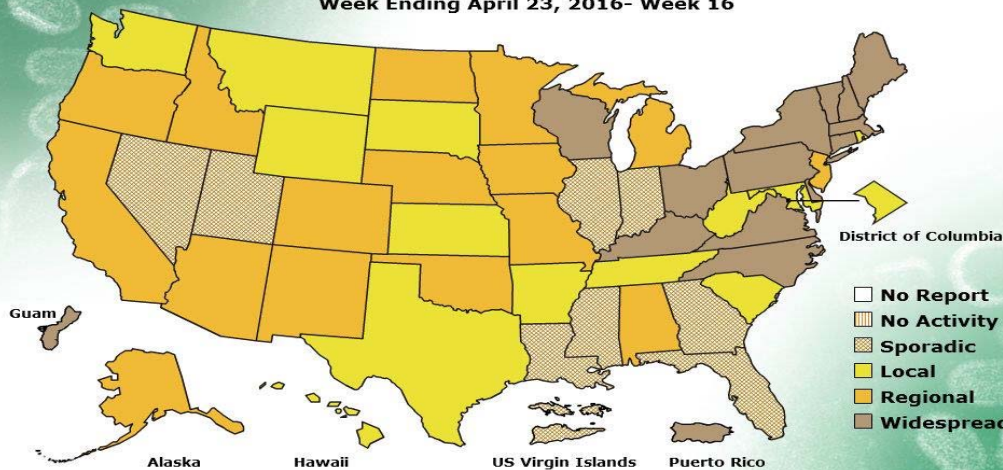 Week Ending April 23, 2016- Week 16
District of Columbia
Guam
No Report
No Activity
Sporadic
Local
Regional
Widespread
Alaska
Hawaii
US Virgin Islands
Puerto Rico